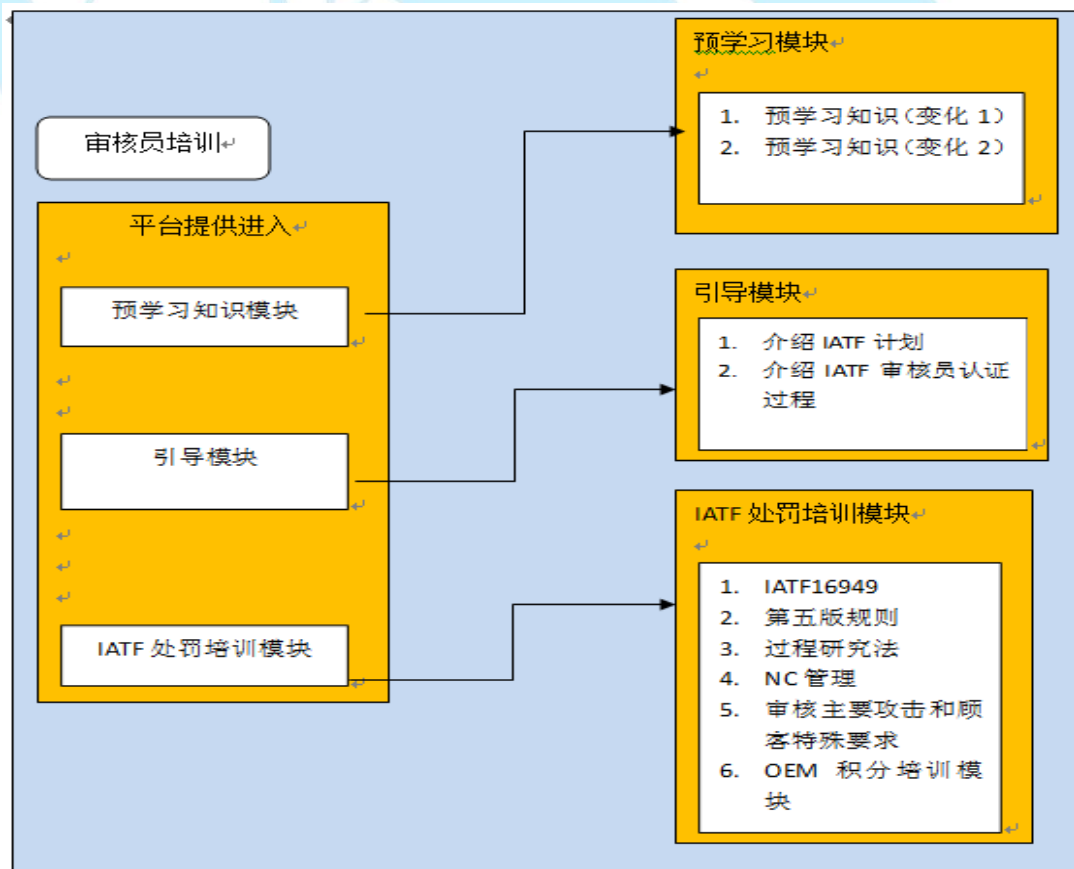 审核员培训
平台提供进入
预学习知识模块
引导模块
IATF 处罚培训模块
预学习模块
1. 预学习知识（变化 1）
2. 预学习知识（变化 2）
引导模块
1. 介绍 IATF 计划
2. 介绍 IATF 审核员认证
过程
IATF 处罚培训模块
1. IATF16949
2. 第五版规则
3. 过程研究法
4. NC 管理
5. 审核主要攻击和顾
客特殊要求
6. OEM 积分培训模
块